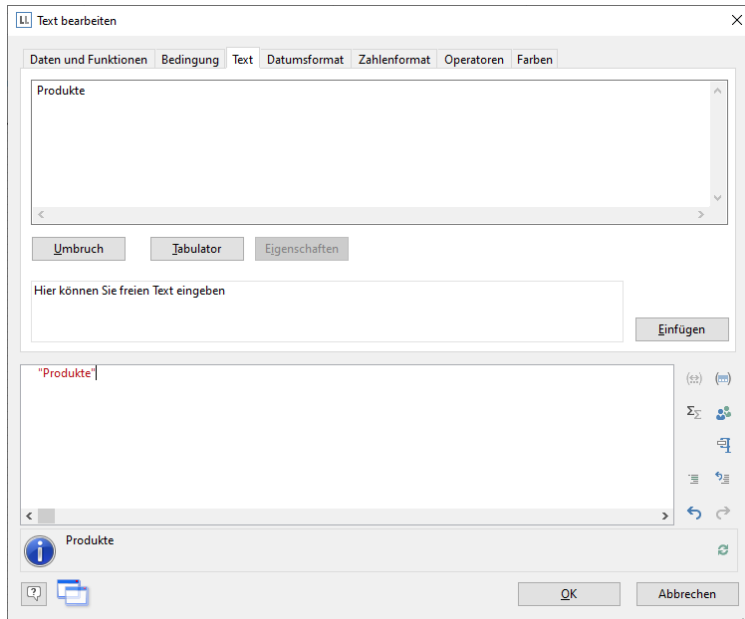 LL Text bearbeiten
Daten und Funktionen Bedingung Text Datumsformat Zahlenformat Operatoren Farben
Produkte
Umbruch Tabulator Eigenschaften
Hier können Sie freien Text eingeben
Einfügen
"Produkte"
ΣΣ
Produkte
OK Abbrechen